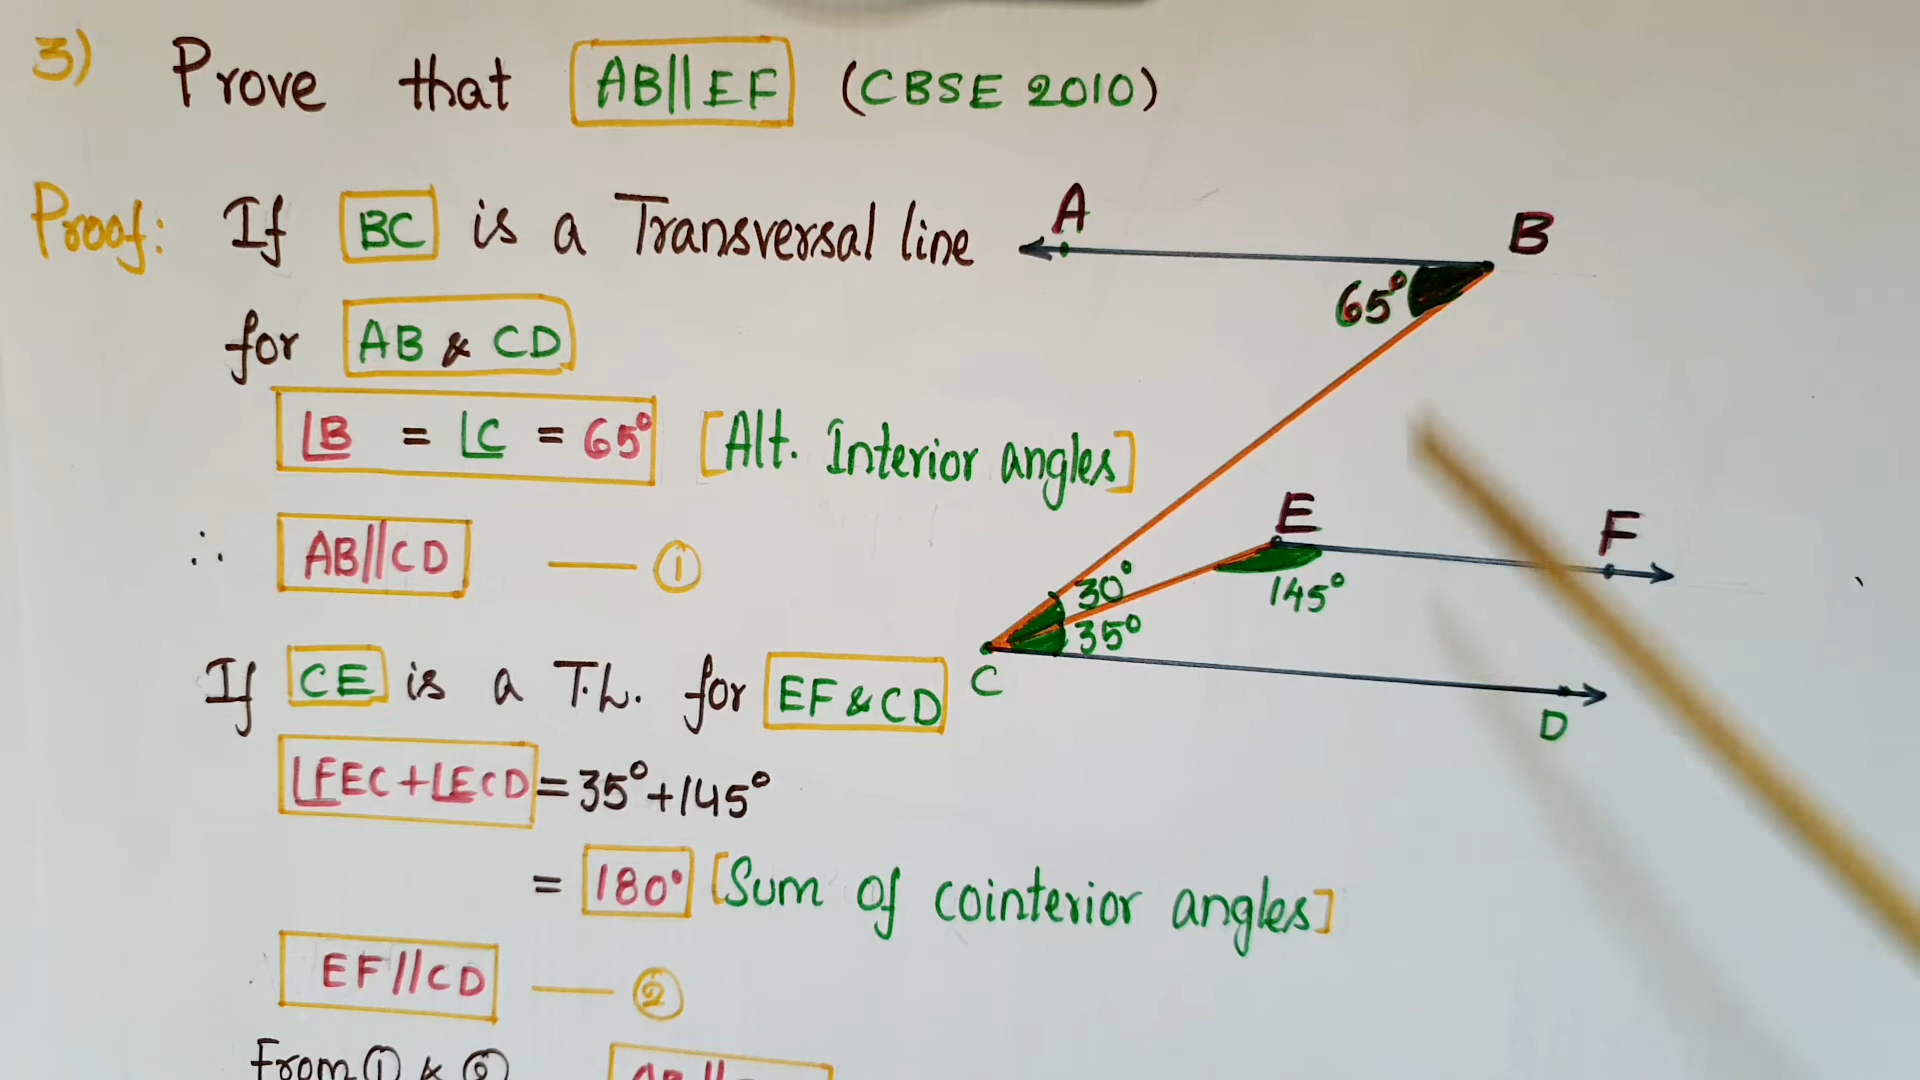 3) Prove that AB||EF (CBSE 2010)
Proof: If BC is a Transversal line
for AB & CD
∠B = ∠C = 65° [Alt. Interior angles]
∴ AB||CD — ①
If CE is a T.L. for EF & CD
∠FEC + ∠ECD = 35° + 145°
= 180° [Sum of cointerior angles]
EF//CD — ②
From ① & ②
A
B
65°
E
F
30°
145°
35°
C
D